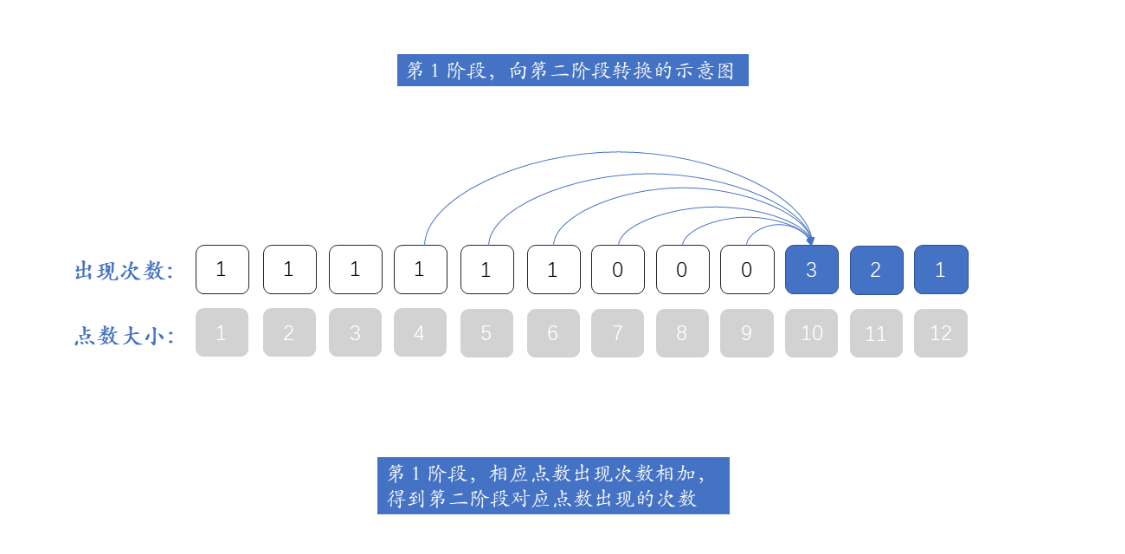 第1阶段，向第二阶段转换的示意图
出现次数： 1 1 1 1 1 1 0 0 0 3 2 1
点数大小： 1 2 3 4 5 6 7 8 9 10 11 12
第1阶段，相应点数出现次数相加，
得到第二阶段对应点数出现的次数